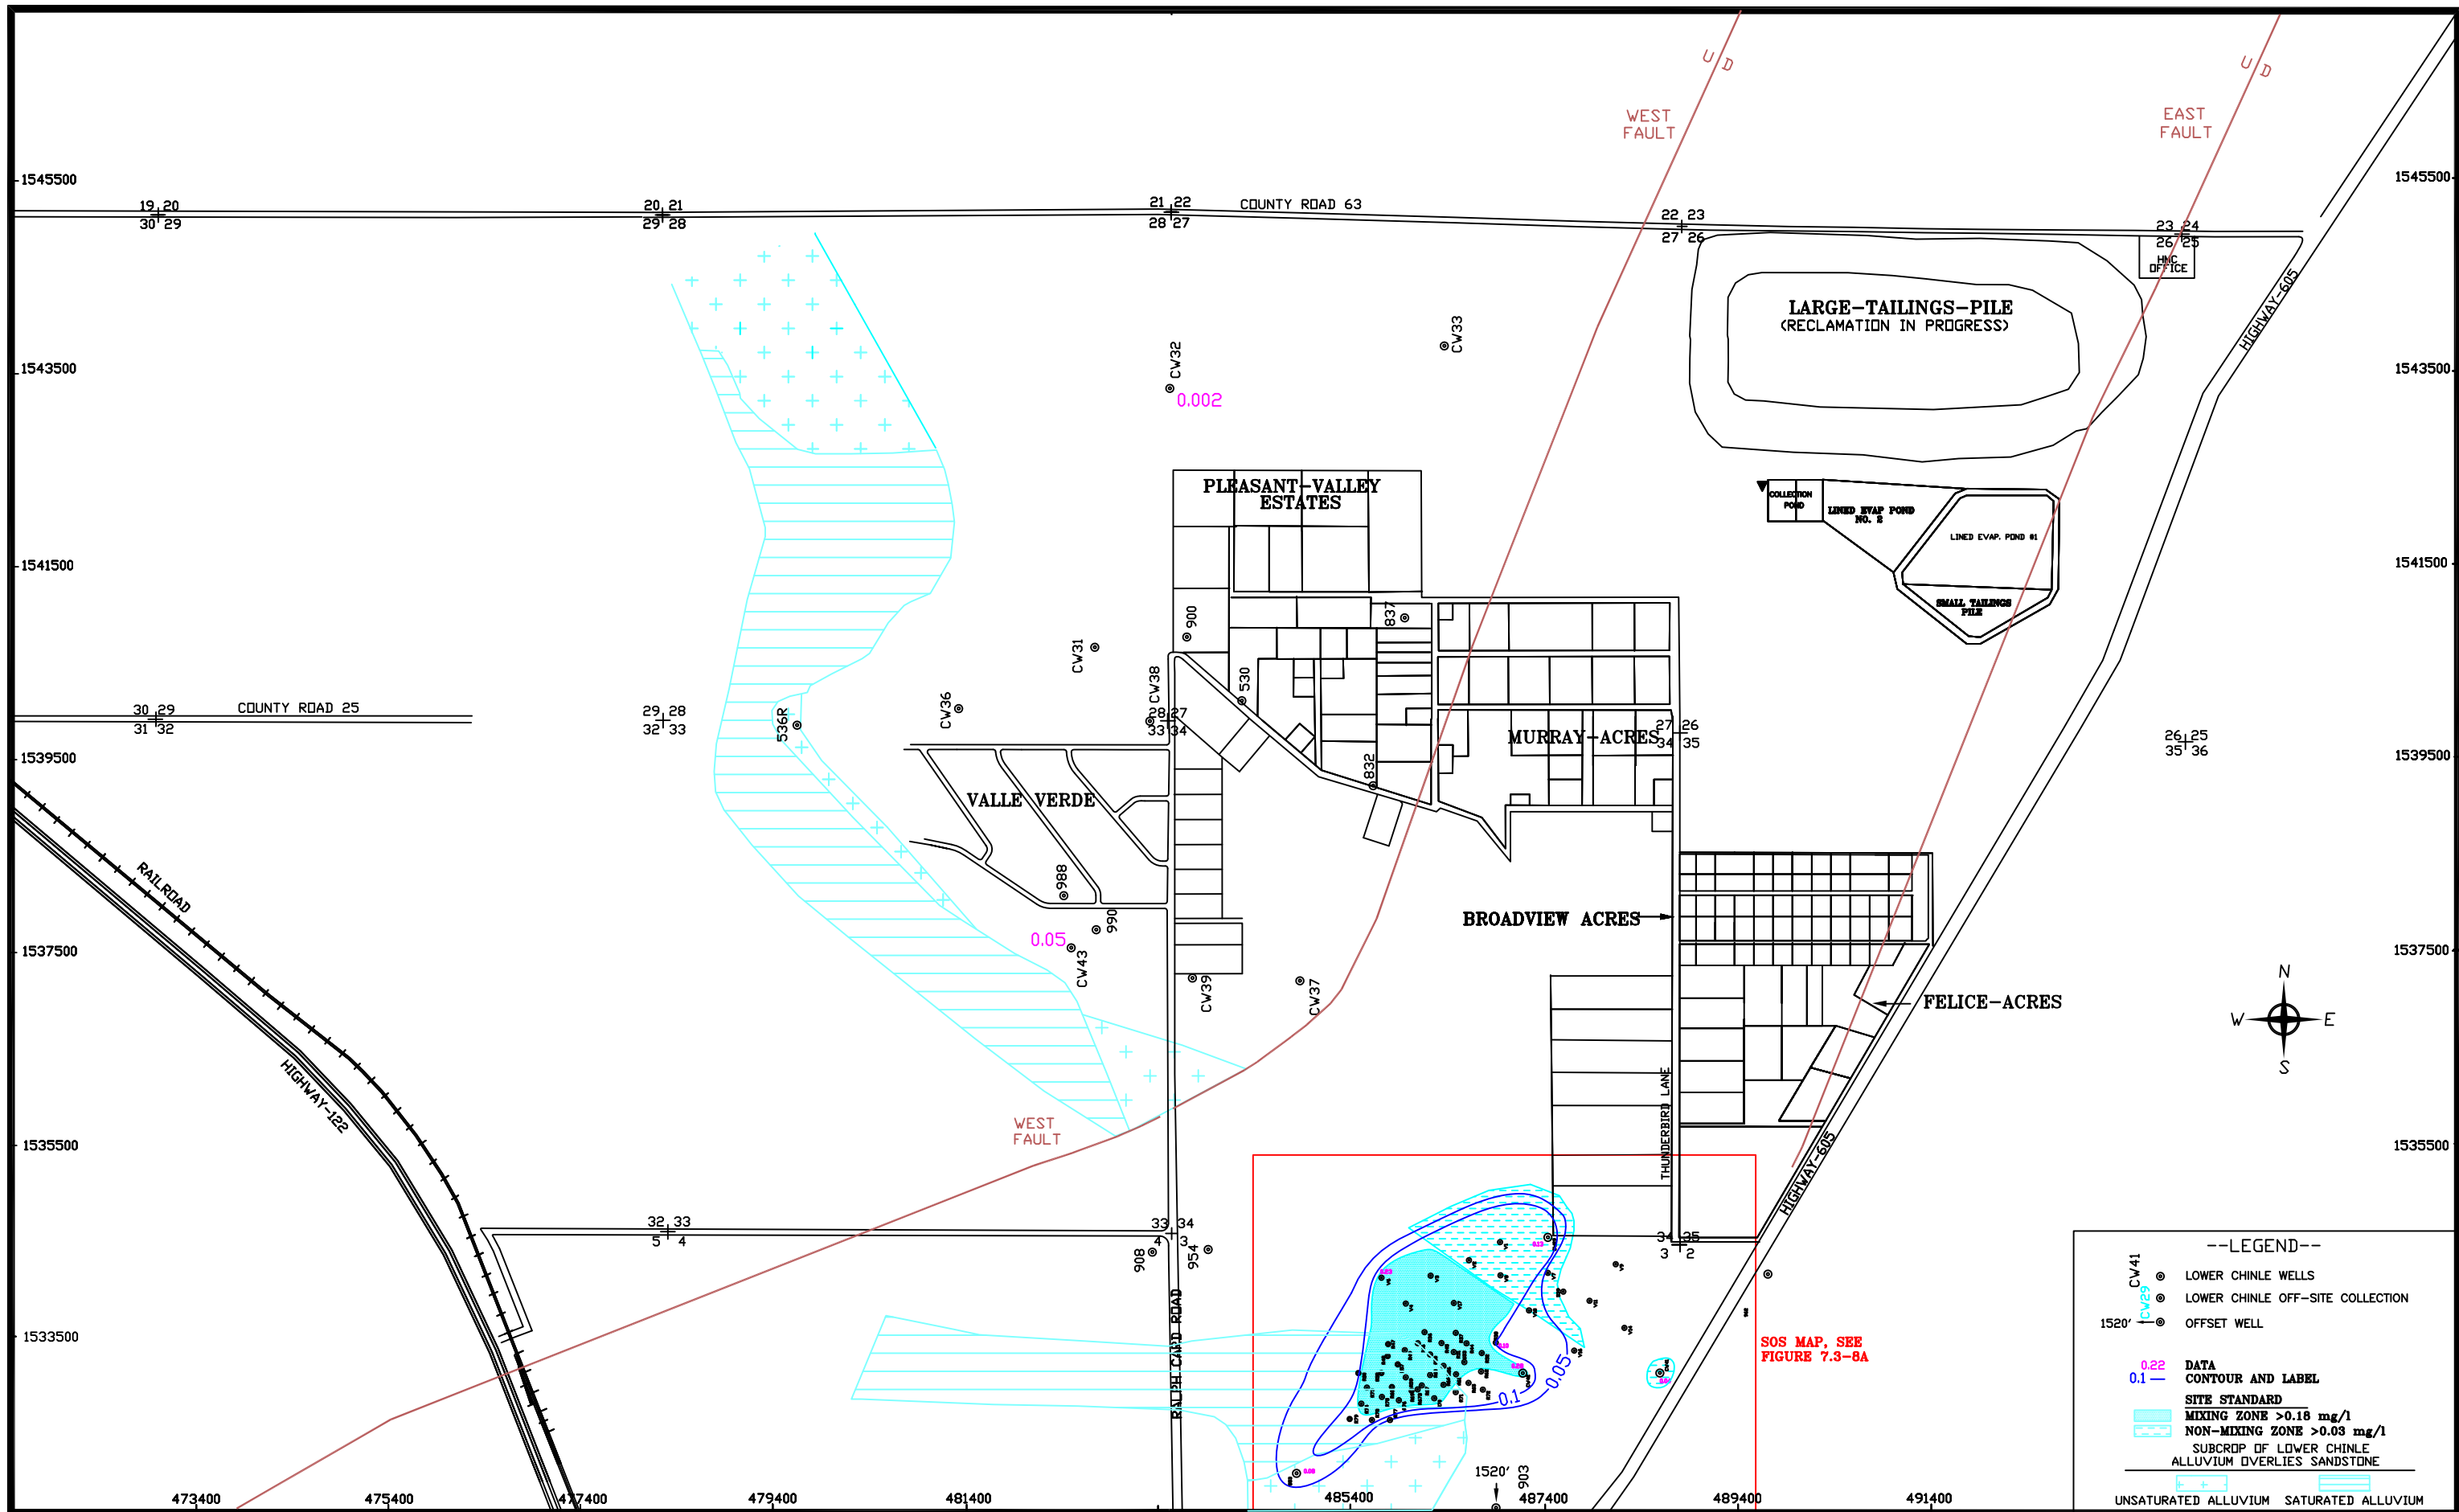 U D
U D
WEST
FAULT
EAST
FAULT
1545500
1545500
19 20
30 29
20 21
29 28
21 22
28 27
COUNTY ROAD 63
22 23
27 26
23 24
26 25
HMC
OFFICE
HIGHWAY-605
LARGE-TAILINGS-PILE
(RECLAMATION IN PROGRESS)
CW33
CW32
0.002
1543500
1543500
PLEASANT-VALLEY
ESTATES
COLLECTION
POND
LINED EVAP POND
NO. 2
LINED EVAP. POND #1
SMALL TAILINGS
PILE
1541500
1541500
900
837
CW31
CW38
530
CW36
536R
30 29
31 32
COUNTY ROAD 25
29 28
32 33
28 27
33 34
27 26
34 35
26 25
35 36
MURRAY-ACRES
832
1539500
1539500
VALLE VERDE
RAILROAD
988
990
BROADVIEW ACRES
0.05
CW43
1537500
1537500
CW39
CW37
FELICE-ACRES
N
W
E
S
HIGHWAY-122
THUNDERBIRD LANE
WEST
FAULT
1535500
1535500
HIGHWAY-605
32 33
5 4
33 34
4 3
34 35
3 2
908
954
RALPH CARD ROAD
1533500
SOS MAP, SEE
FIGURE 7.3-8A
0.1
0.05
1520'
903
473400
475400
477400
479400
481400
485400
487400
489400
491400
--LEGEND--
CW41
LOWER CHINLE WELLS
CW29
LOWER CHINLE OFF-SITE COLLECTION
1520'
OFFSET WELL
0.22
DATA
0.1
CONTOUR AND LABEL
SITE STANDARD
MIXING ZONE >0.18 mg/l
NON-MIXING ZONE >0.03 mg/l
SUBCROP OF LOWER CHINLE
ALLUVIUM OVERLIES SANDSTONE
UNSATURATED ALLUVIUM SATURATED ALLUVIUM